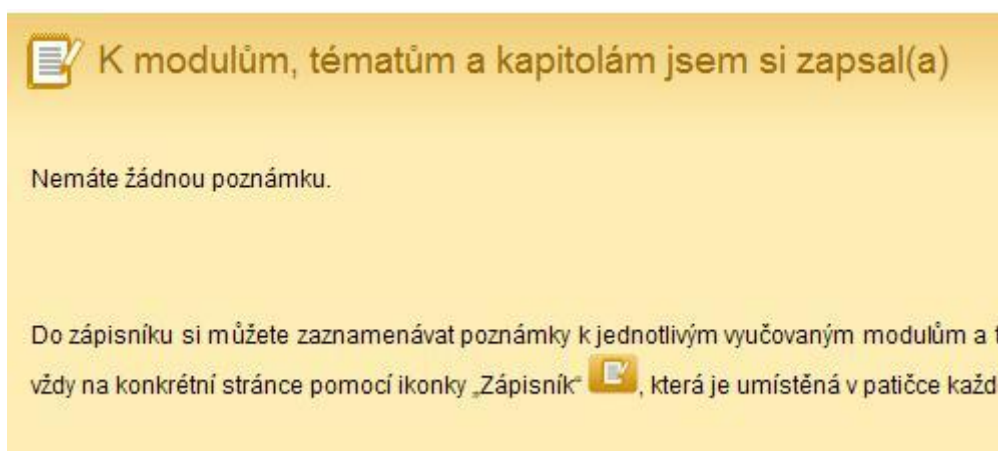 K modulům, tématům a kapitolám jsem si zapsal(a)
Nemáte žádnou poznámku.
Do zápisníku si můžete zaznamenávat poznámky k jednotlivým vyučovaným modulům a
vždy na konkrétní stránce pomocí ikonky „Zápisník“ , která je umístěná v patičce